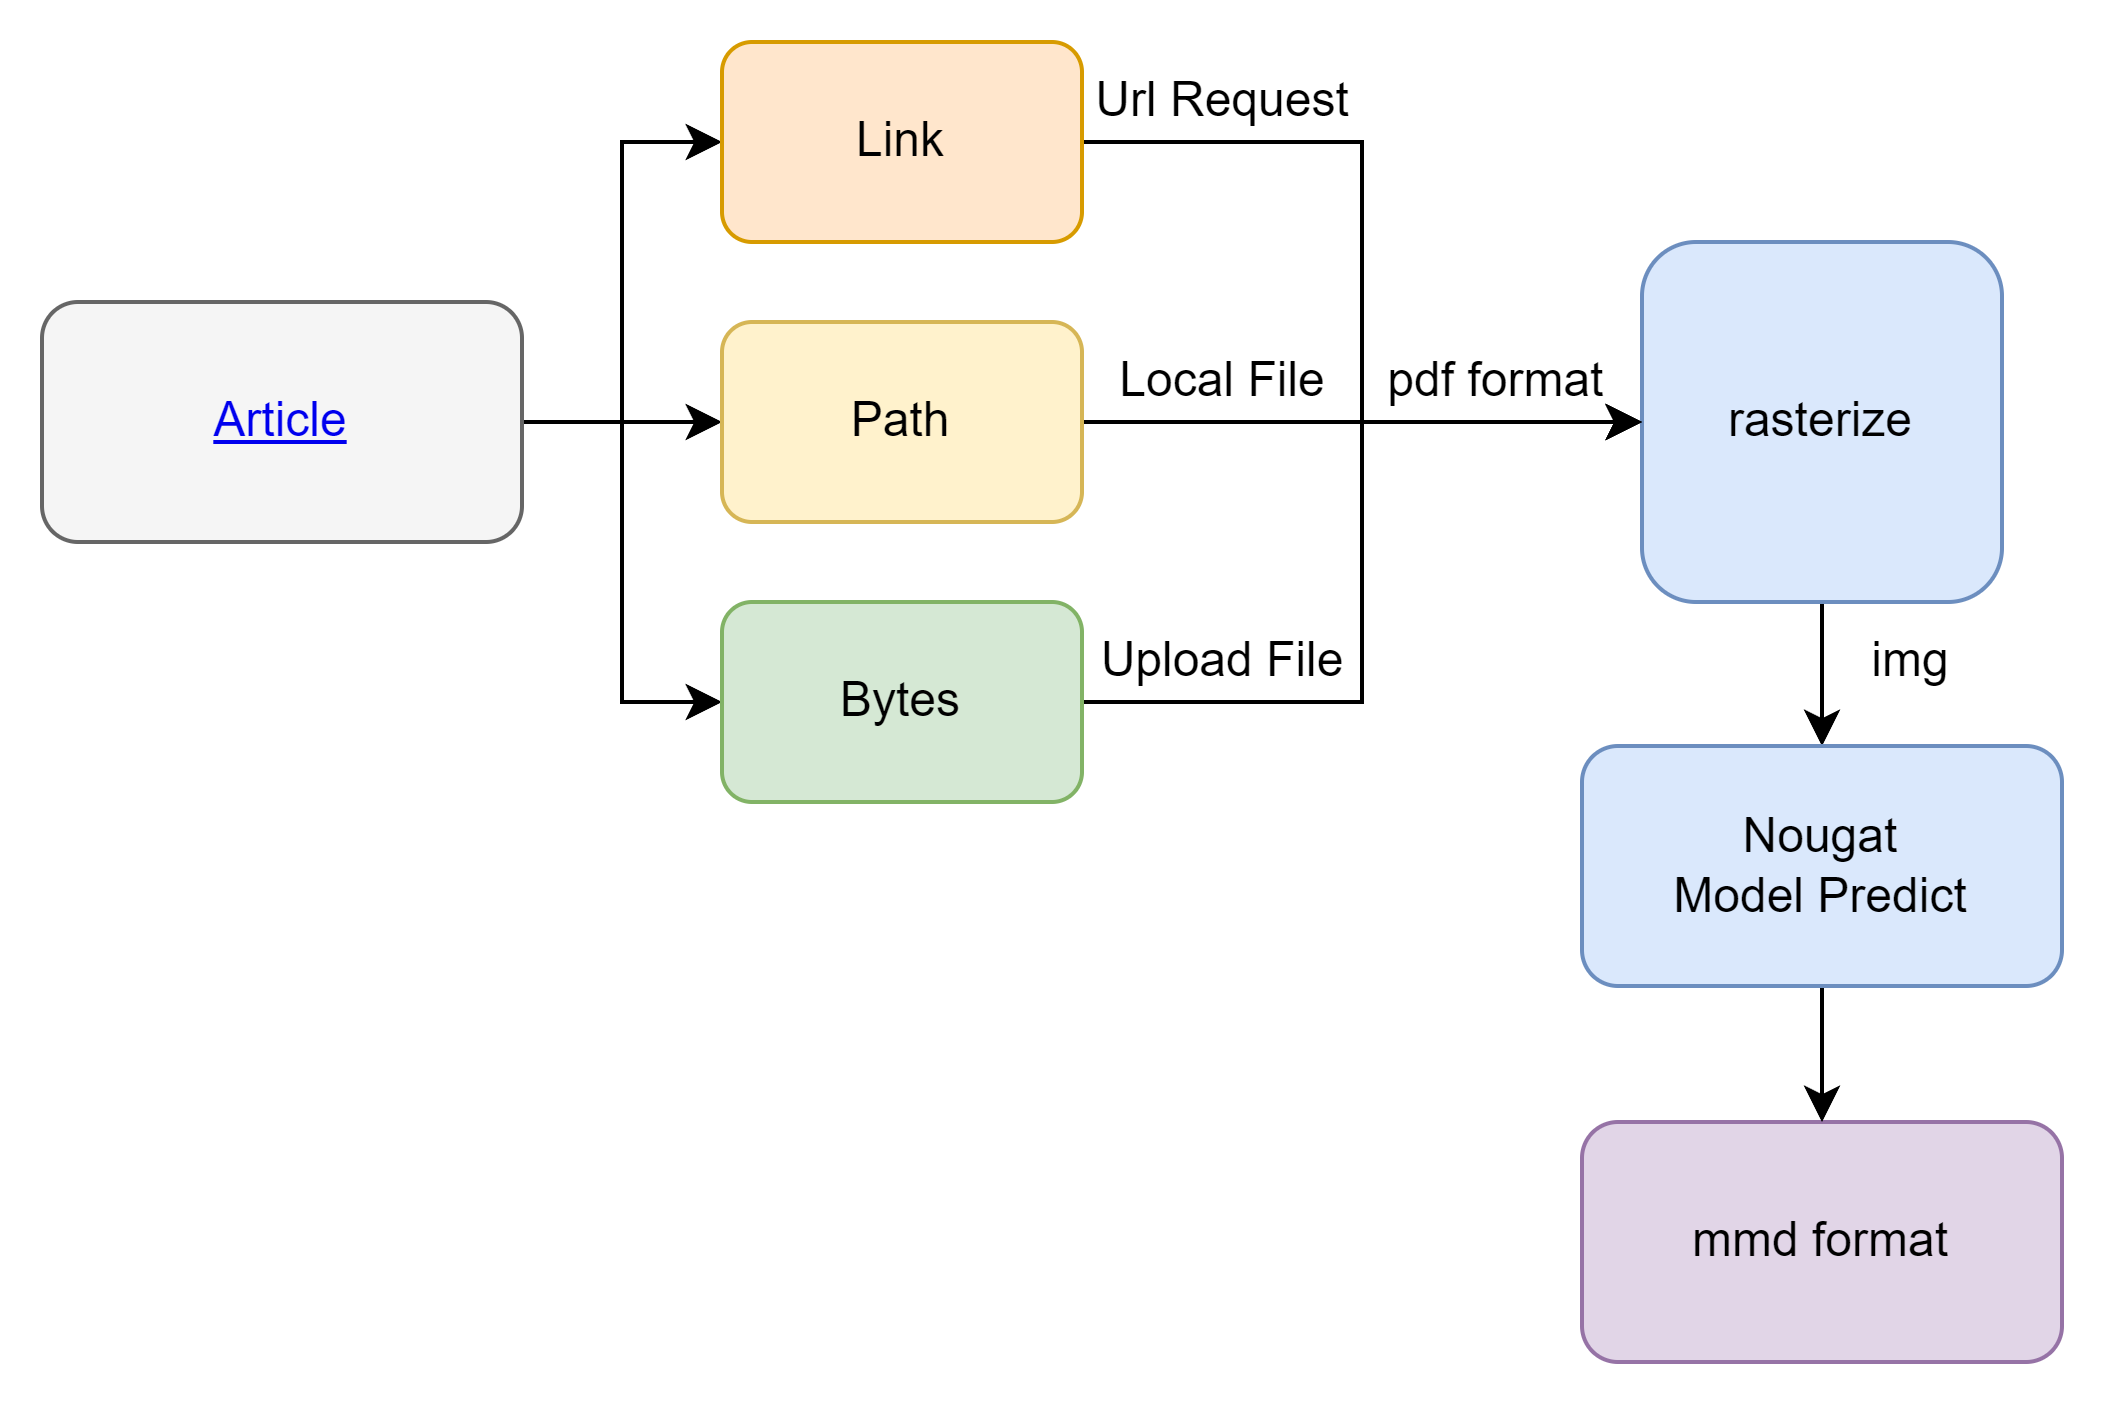 Article
Link
Url Request
Path
Local File
pdf format
Bytes
Upload File
rasterize
img
Nougat
Model Predict
mmd format